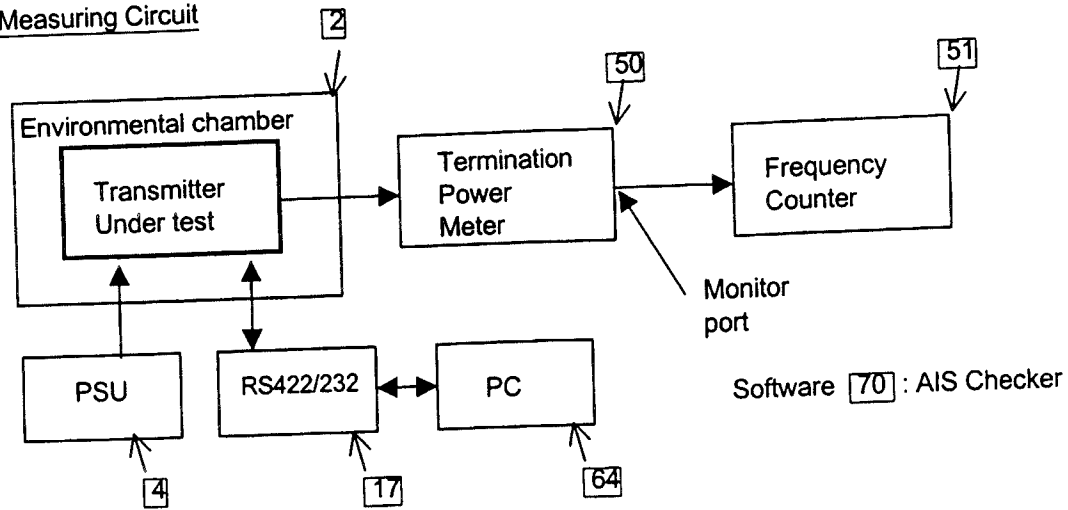 Measuring Circuit
2
50
51
Environmental chamber
Transmitter
Under test
Termination
Power
Meter
Frequency
Counter
Monitor
port
PSU
RS422/232
PC
Software 70 : AIS Checker
4
17
64